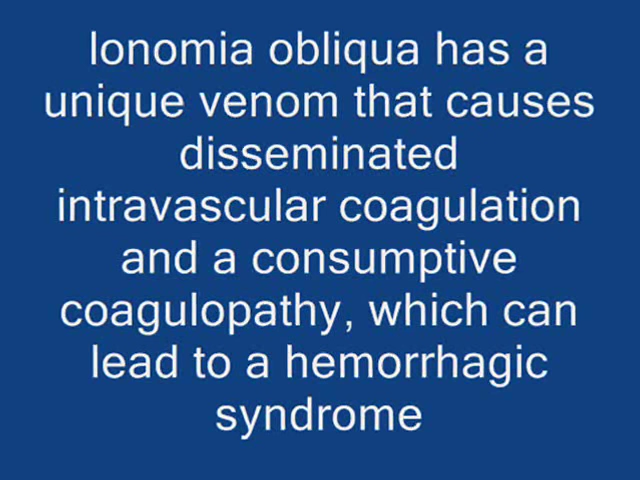 lonomia obliqua has a
unique venom that causes
disseminated
intravascular coagulation
and a consumptive
coagulopathy, which can
lead to a hemorrhagic
syndrome